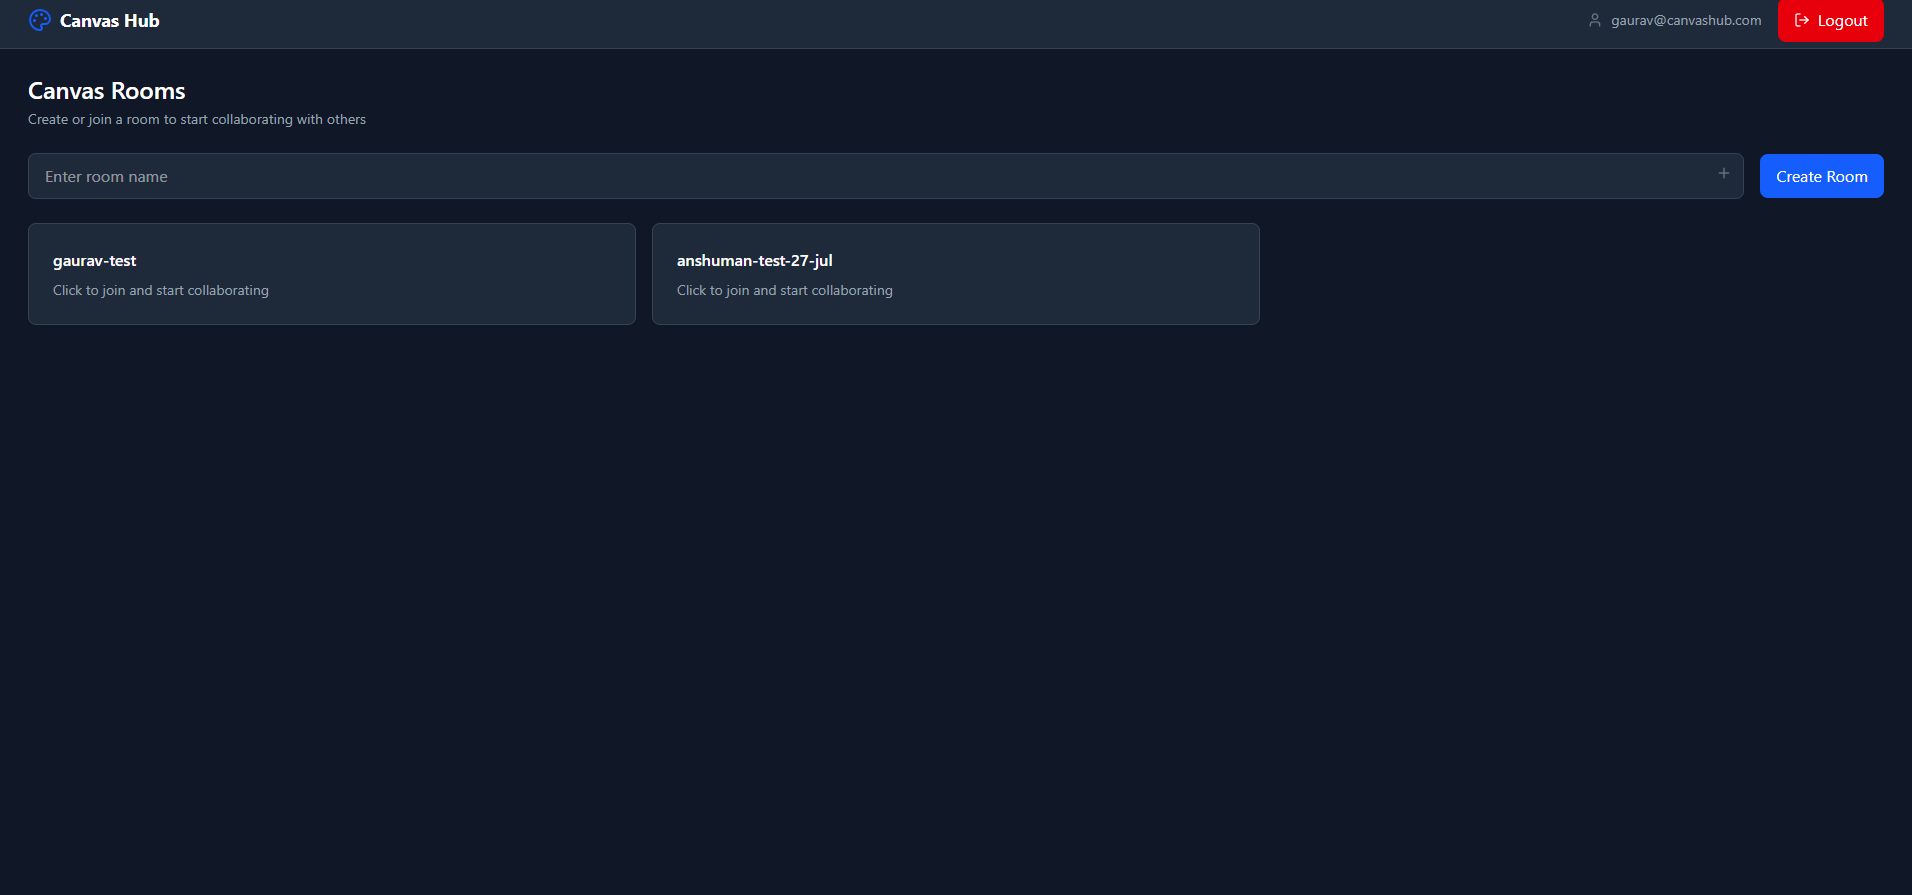 Canvas Hub
gaurav@canvashub.com
Logout
Canvas Rooms
Create or join a room to start collaborating with others
Enter room name
Create Room
gaurav-test
Click to join and start collaborating
anshuman-test-27-jul
Click to join and start collaborating